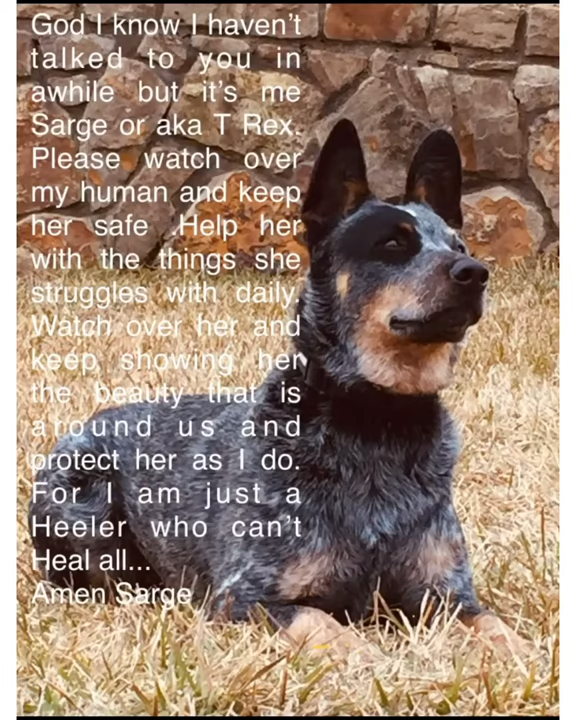 God I know I haven’t
talked to you in
awhile but it’s me
Sarge or aka T Rex.
Please watch over
my human and keep
her safe .Help her
with the things she
struggles with daily.
Watch over her and
keep showing her
the beauty that is
around us and
protect her as I do.
For I am just a
Heeler who can’t
Heal all...
Amen Sarge